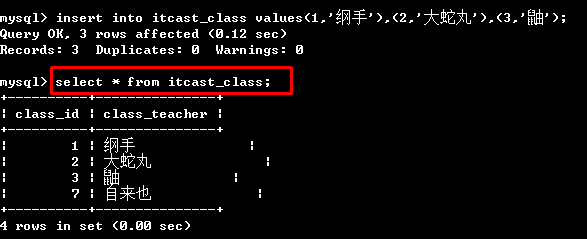 mysql> insert into itcast_class values(1,'纲手'),(2,'大蛇丸'),(3,'鼬');
Query OK, 3 rows affected (0.12 sec)
Records: 3  Duplicates: 0  Warnings: 0
mysql> select * from itcast_class;
+----------+---------------+
| class_id | class_teacher |
+----------+---------------+
|        1 | 纲手            |
|        2 | 大蛇丸             |
|        3 | 鼬          |
|        7 | 自来也            |
+----------+---------------+
4 rows in set (0.00 sec)